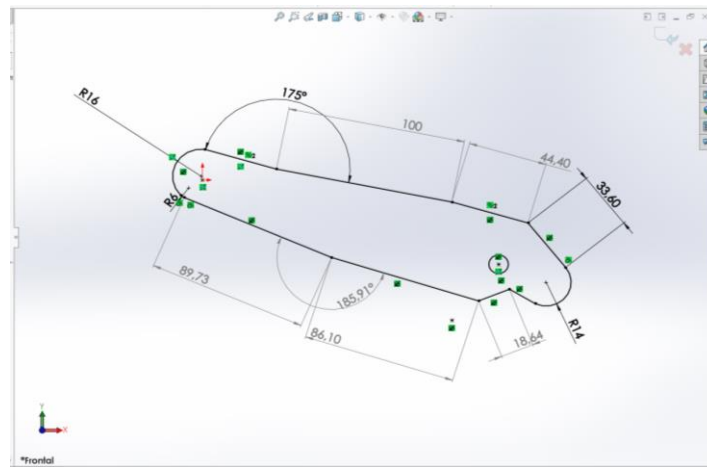 R16
175°
100
44,40
33,60
R6
89,73
185,91°
86,10
18,64
R14
Y
X
*Frontal